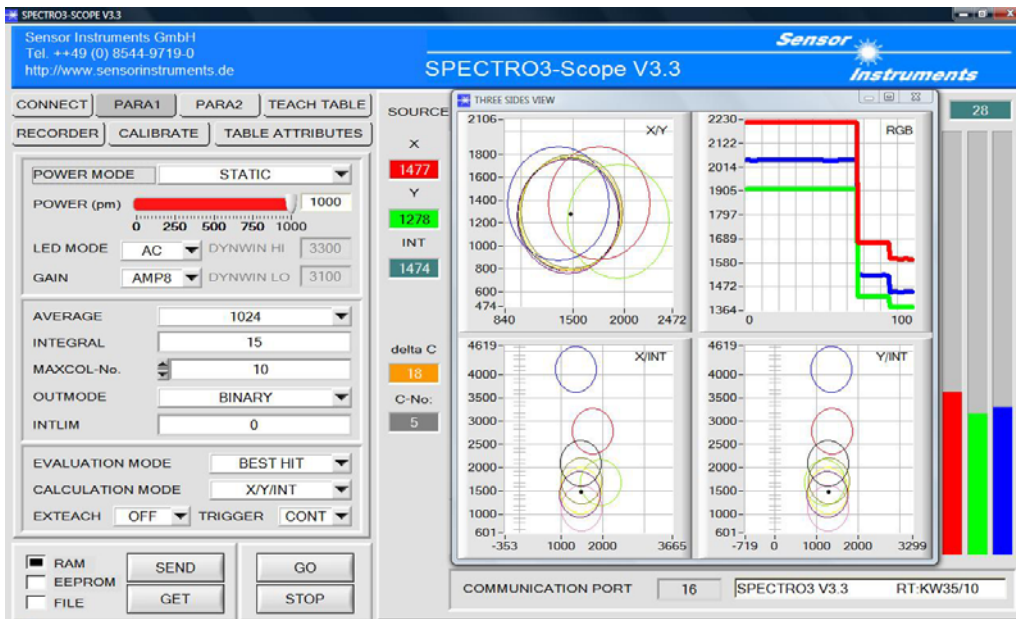 SPECTRO3-SCOPE V3.3
Sensor Instruments GmbH
Tel. ++49 (0) 8544-9719-0
http://www.sensorinstruments.de
SPECTRO3-Scope V3.3
Sensor
Instruments
CONNECT PARA1 PARA2 TEACH TABLE
RECORDER CALIBRATE TABLE ATTRIBUTES
POWER MODE STATIC
POWER (pm) 1000
0 250 500 750 1000
LED MODE AC DYNWIN HI 3300
GAIN AMP8 DYNWIN LO 3100
AVERAGE 1024
INTEGRAL 15
MAXCOL-No. 10
OUTMODE BINARY
INTLIM 0
EVALUATION MODE BEST HIT
CALCULATION MODE X/Y/INT
EXTEACH OFF TRIGGER CONT
RAM
EEPROM
FILE
SEND
GET
GO
STOP
SOURCE
X
1477
Y
1278
INT
1474
delta C
18
C-No:
5
THREE SIDES VIEW
X/Y
2106
1800
1600
1400
1200
1000
800
600
474
840 1500 2000 2472
RGB
2230
2122
2014
1905
1797
1689
1580
1472
1364
0 100
X/INT
4619
4000
3500
3000
2500
2000
1500
1000
601
-353 1000 2000 3665
Y/INT
4619
4000
3500
3000
2500
2000
1500
1000
601
-719 0 1000 2000 3299
28
COMMUNICATION PORT 16 SPECTRO3 V3.3 RT:KW35/10